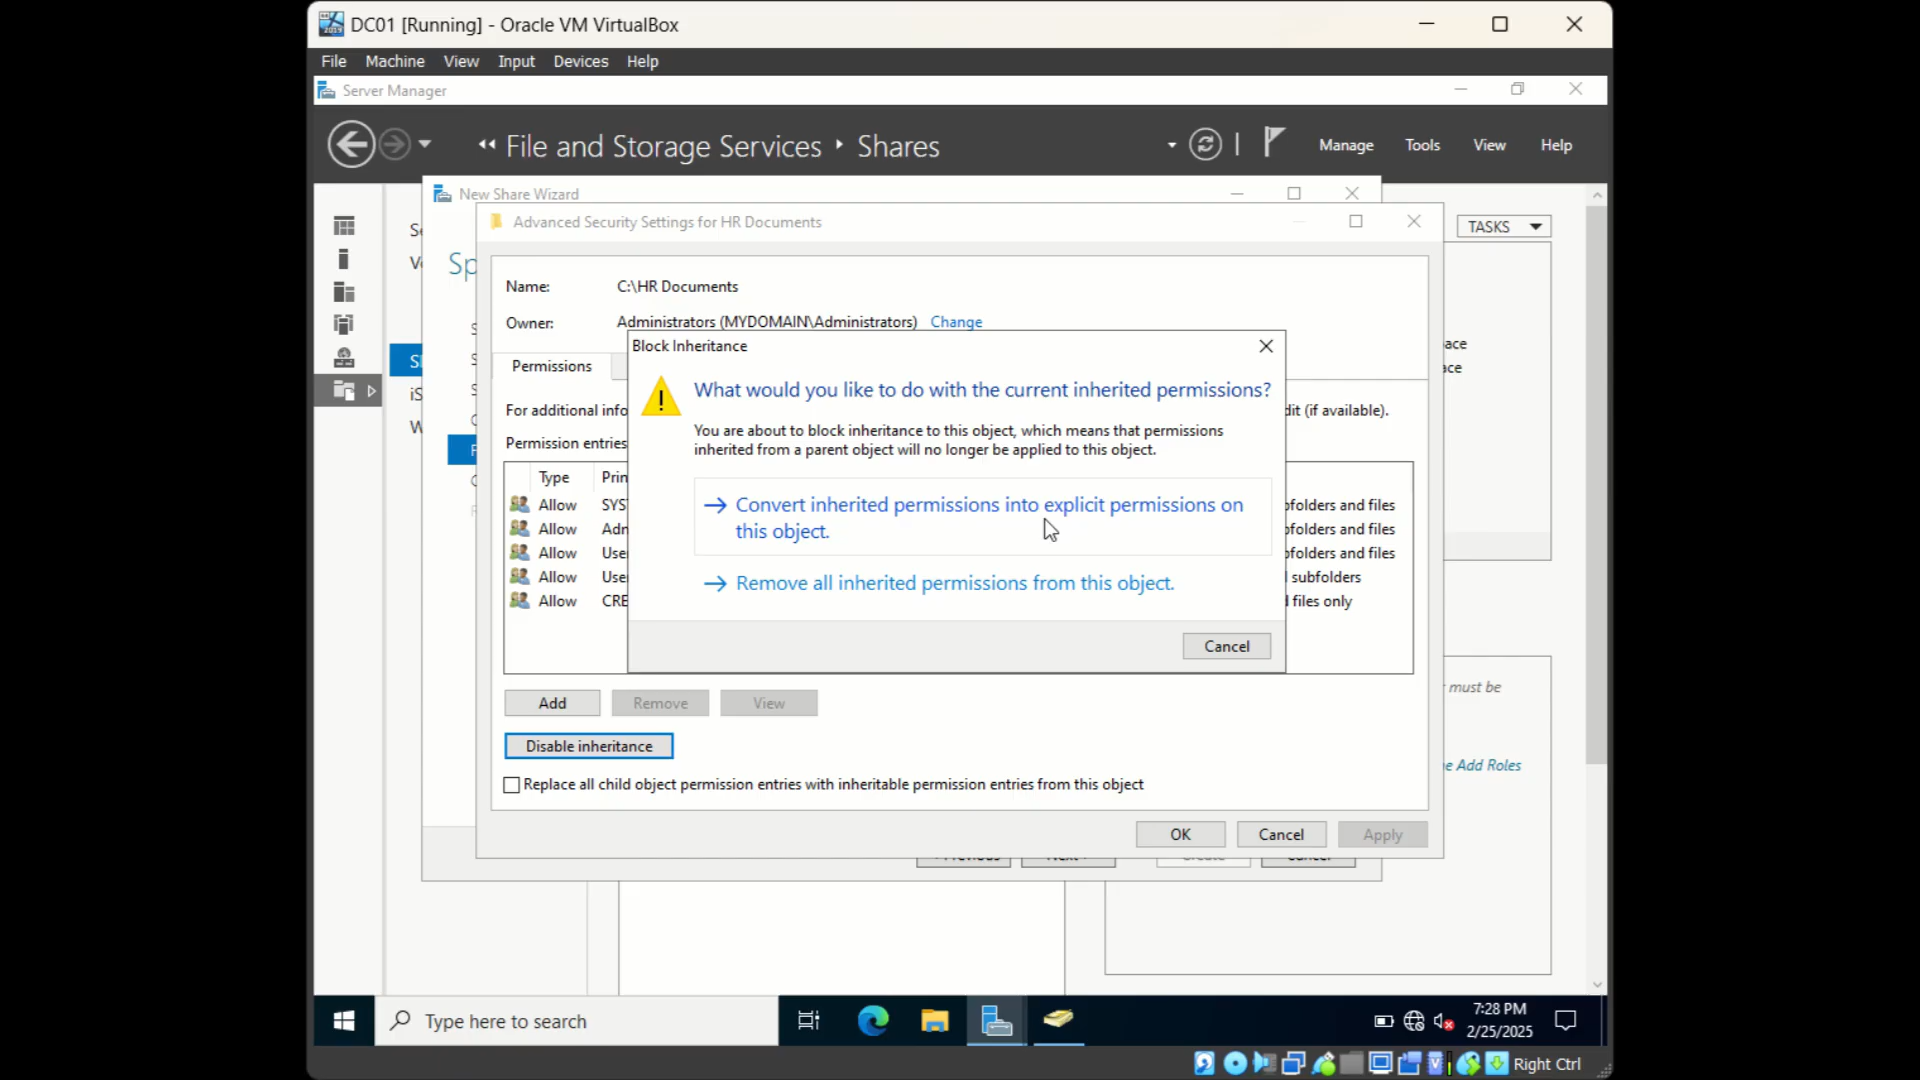 DC01 [Running] - Oracle VM VirtualBox
File Machine View Input Devices Help
Server Manager
File and Storage Services Shares
Manage Tools View Help
New Share Wizard
Advanced Security Settings for HR Documents
TASKS
Name: C:\HR Documents
Owner: Administrators (MYDOMAIN\Administrators) Change
Block Inheritance
Permissions
What would you like to do with the current inherited permissions?
For additional info
dit (if available).
You are about to block inheritance to this object, which means that permissions
inherited from a parent object will no longer be applied to this object.
Permission entries
Type Prin
Allow SYS
Allow Adn
Allow Use
Allow Use
Allow CRE
Convert inherited permissions into explicit permissions on
this object.
Remove all inherited permissions from this object.
Cancel
bfolders and files
bfolders and files
bfolders and files
subfolders
files only
ace
ace
must be
e Add Roles
Add Remove View
Disable inheritance
Replace all child object permission entries with inheritable permission entries from this object
OK Cancel Apply
Type here to search
7:28 PM
2/25/2025
Right Ctrl